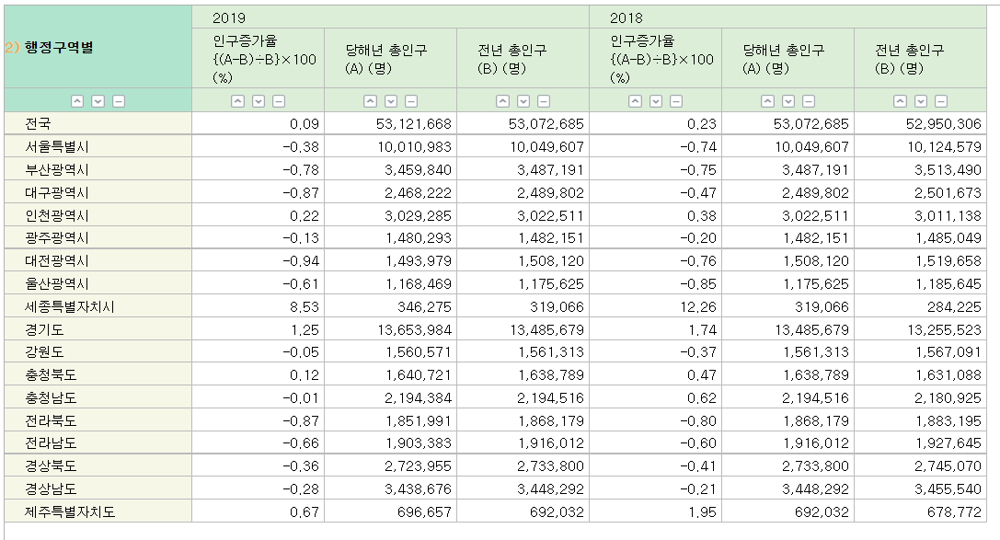 2019 2018
2) 행정구역별
인구증가율 {(A-B)÷B}×100 (%) 당해년 총인구 (A) (명) 전년 총인구 (B) (명) 인구증가율 {(A-B)÷B}×100 (%) 당해년 총인구 (A) (명) 전년 총인구 (B) (명)
전국 0.09 53,121,668 53,072,685 0.23 53,072,685 52,950,306
서울특별시 -0.38 10,010,983 10,049,607 -0.74 10,049,607 10,124,579
부산광역시 -0.78 3,459,840 3,487,191 -0.75 3,487,191 3,513,490
대구광역시 -0.87 2,468,222 2,489,802 -0.47 2,489,802 2,501,673
인천광역시 0.22 3,029,285 3,022,511 0.38 3,022,511 3,011,138
광주광역시 -0.13 1,480,293 1,482,151 -0.20 1,482,151 1,485,049
대전광역시 -0.94 1,493,979 1,508,120 -0.76 1,508,120 1,519,658
울산광역시 -0.61 1,168,469 1,175,625 -0.85 1,175,625 1,185,645
세종특별자치시 8.53 346,275 319,066 12.26 319,066 284,225
경기도 1.25 13,653,984 13,485,679 1.74 13,485,679 13,255,523
강원도 -0.05 1,560,571 1,561,313 -0.37 1,561,313 1,567,091
충청북도 0.12 1,640,721 1,638,789 0.47 1,638,789 1,631,088
충청남도 -0.01 2,194,384 2,194,516 0.62 2,194,516 2,180,925
전라북도 -0.87 1,851,991 1,868,179 -0.80 1,868,179 1,883,195
전라남도 -0.66 1,903,383 1,916,012 -0.60 1,916,012 1,927,645
경상북도 -0.36 2,723,955 2,733,800 -0.41 2,733,800 2,745,070
경상남도 -0.28 3,438,676 3,448,292 -0.21 3,448,292 3,455,540
제주특별자치도 0.67 696,657 692,032 1.95 692,032 678,772